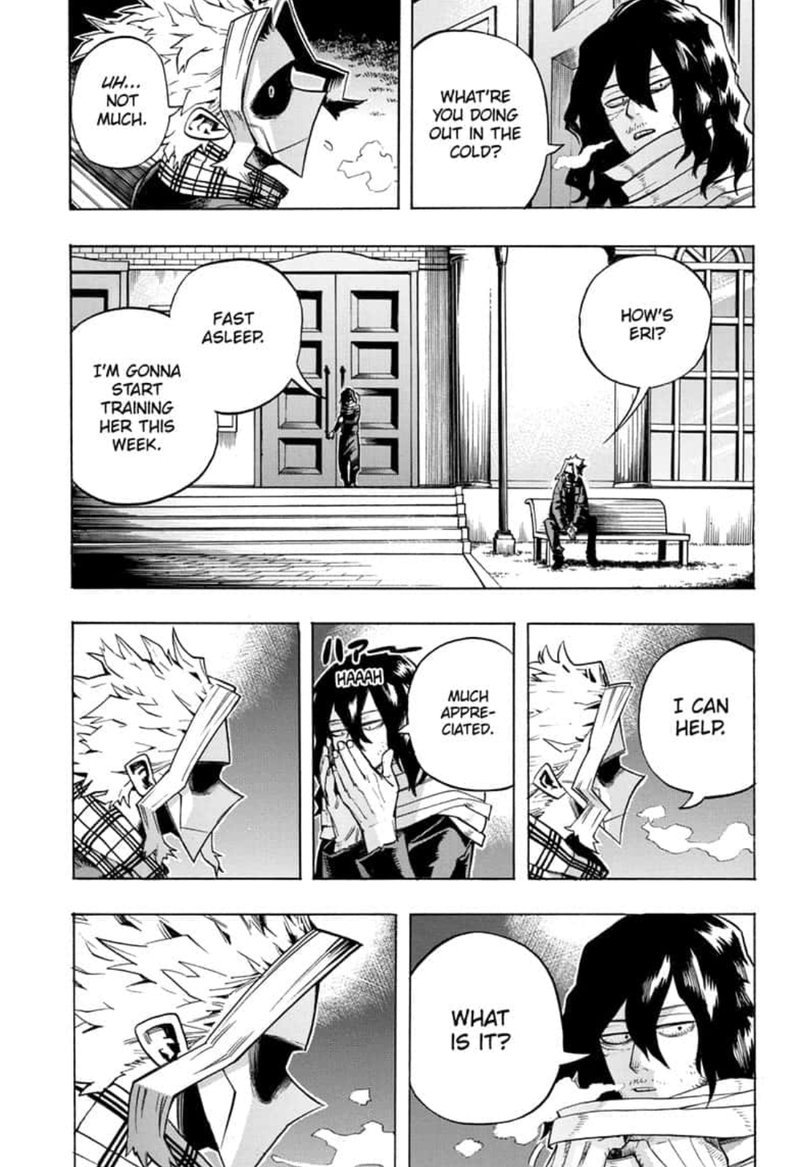 WHAT'RE
YOU DOING
OUT IN THE
COLD?
UH...
NOT
MUCH.
HOW'S
ERI?
FAST
ASLEEP.
I'M GONNA
START
TRAINING
HER THIS
WEEK.
I CAN
HELP.
MUCH
APPRE-
CIATED.
ハァー
HAAAH
WHAT
IS IT?